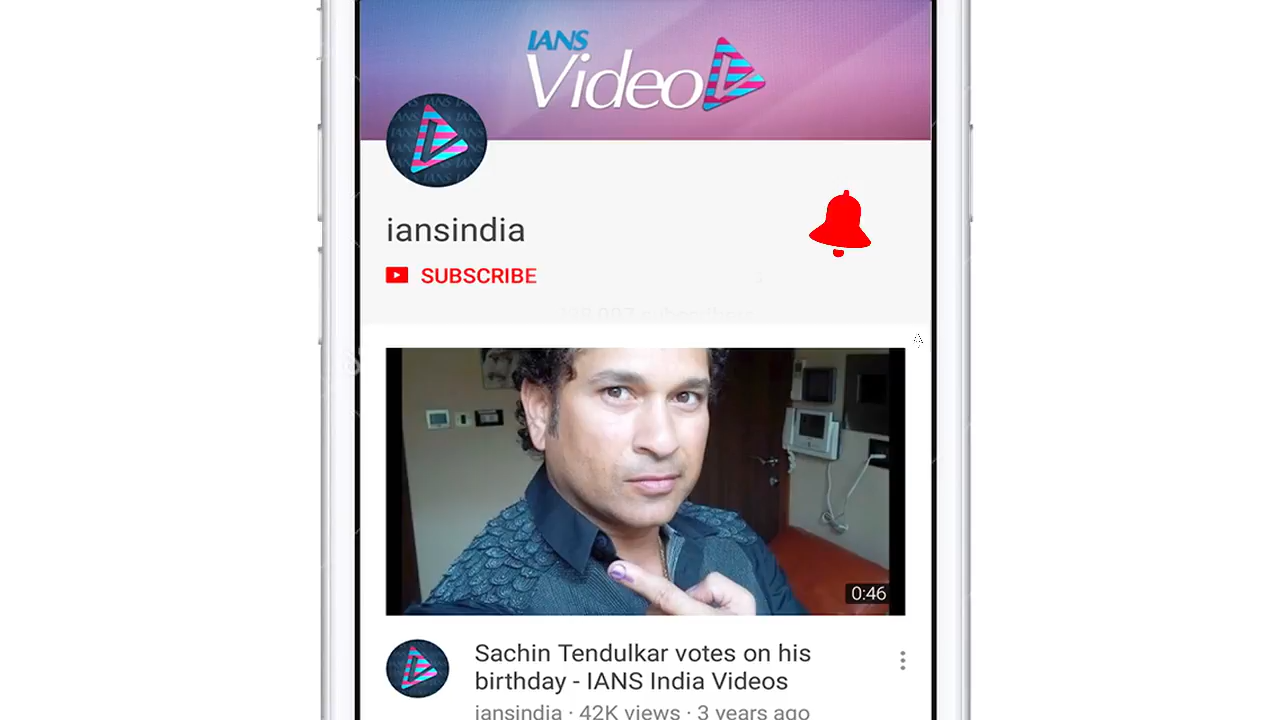 IANS
Video
iansindia
SUBSCRIBE
0:46
Sachin Tendulkar votes on his
birthday - IANS India Videos
iansindia · 42K views · 3 years ago